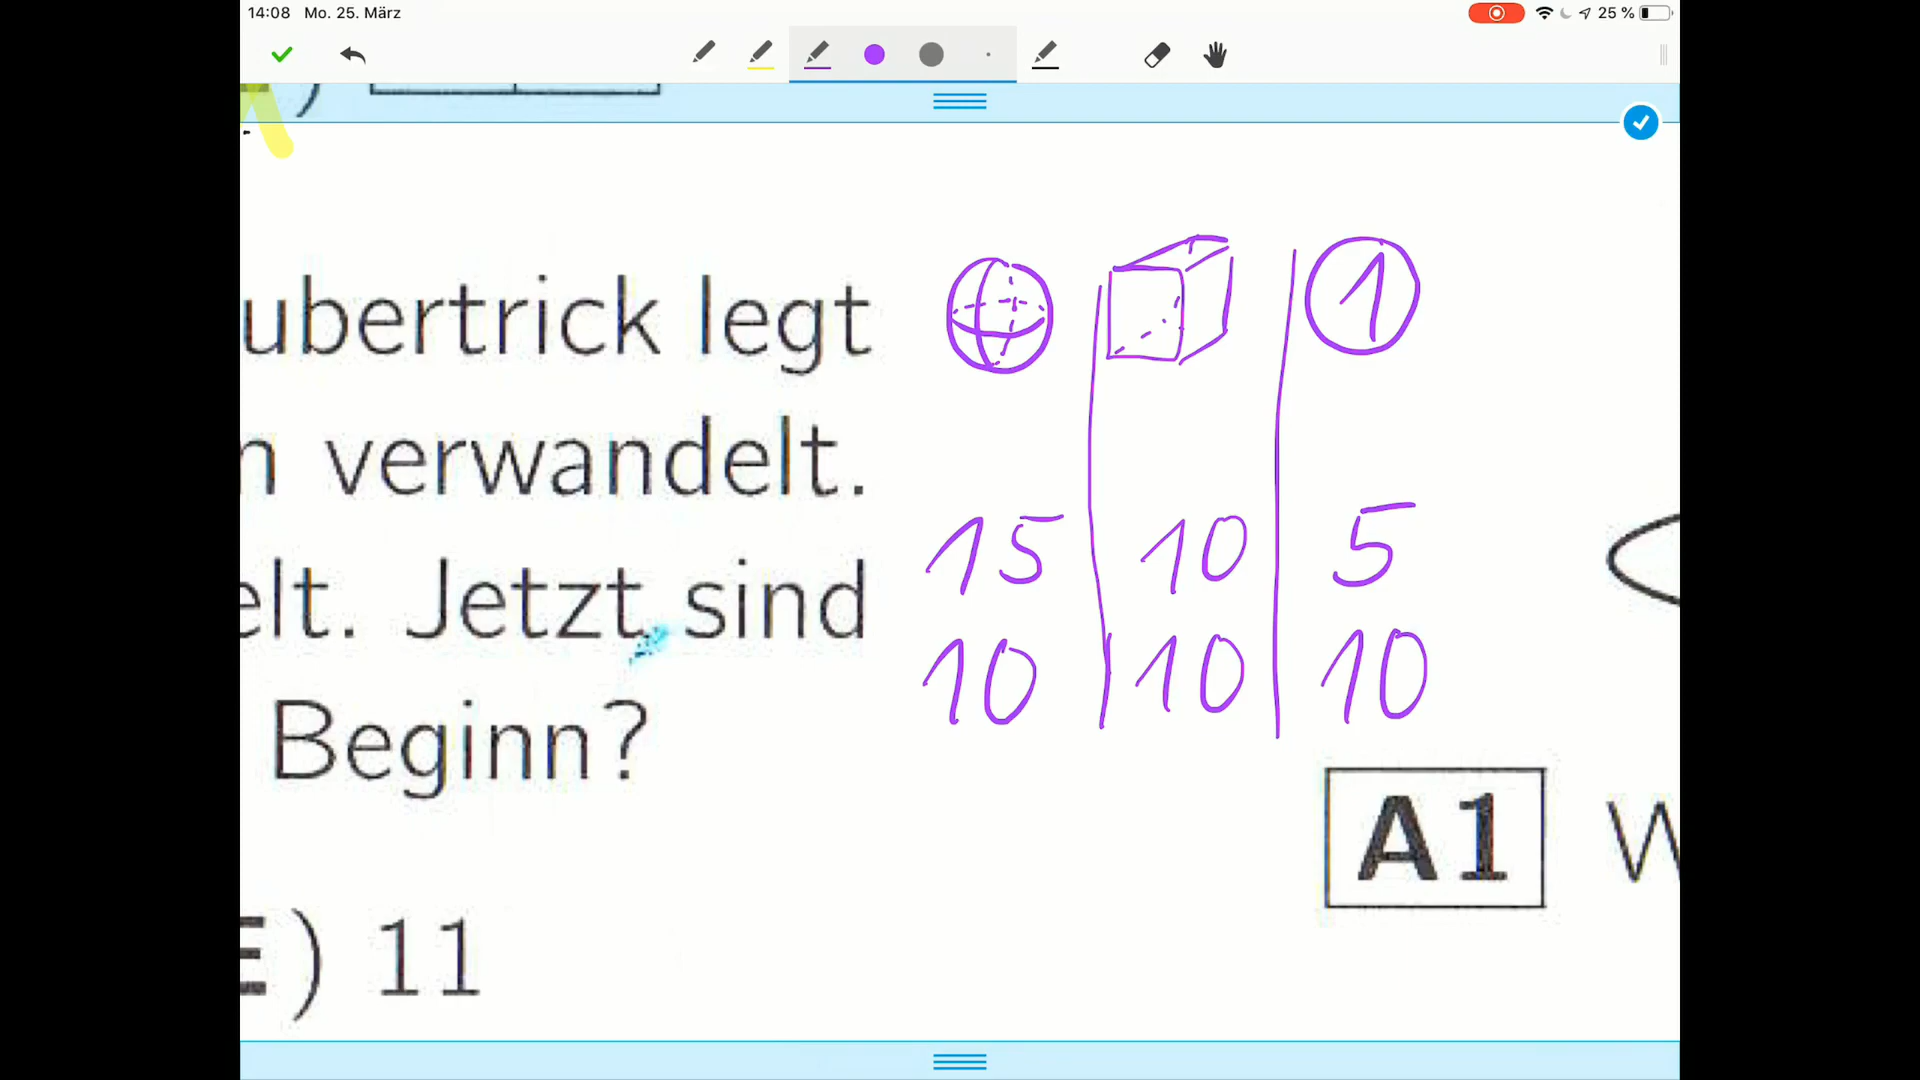 14:08 Mo. 25. März
25 %
ubertrick legt
n verwandelt.
elt. Jetzt sind
Beginn?
E) 11
1
15 10 5
10 10 10
A1 W